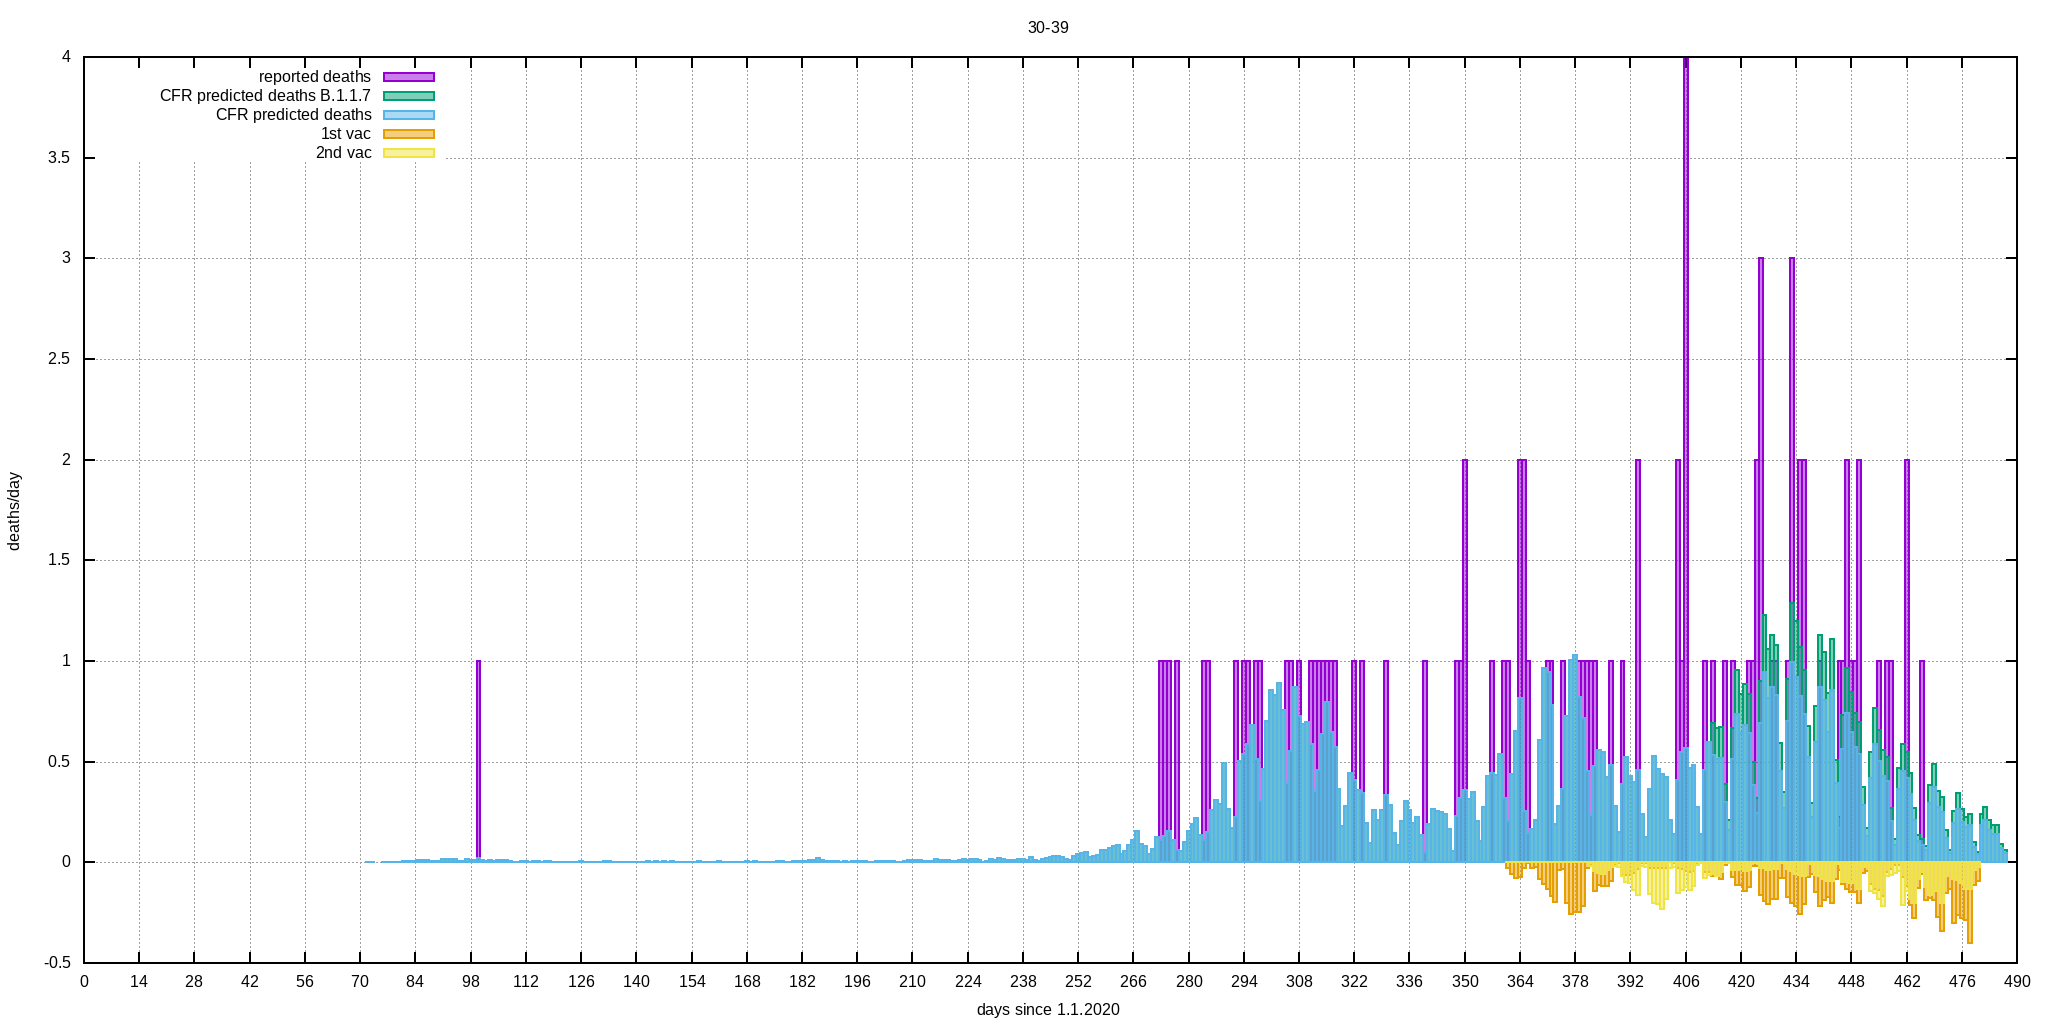 30-39
4
reported deaths
CFR predicted deaths B.1.1.7
CFR predicted deaths
1st vac
2nd vac
3.5
3
2.5
2
1.5
1
0.5
0
-0.5
deaths/day
0 14 28 42 56 70 84 98 112 126 140 154 168 182 196 210 224 238 252 266 280 294 308 322 336 350 364 378 392 406 420 434 448 462 476 490
days since 1.1.2020